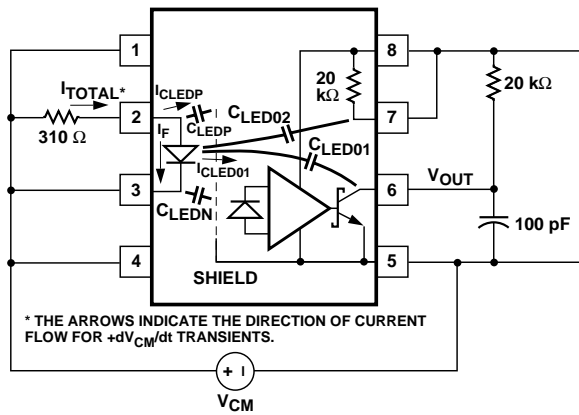 1
8
I_TOTAL*
I_CLEDP
20
kΩ
20 kΩ
C_LED02
2
7
310 Ω
C_LEDP
I_F
C_LED01
I_CLED01
V_OUT
3
6
C_LEDN
100 pF
4
5
SHIELD
* THE ARROWS INDICATE THE DIRECTION OF CURRENT
FLOW FOR +dV_CM/dt TRANSIENTS.
+ −
V_CM